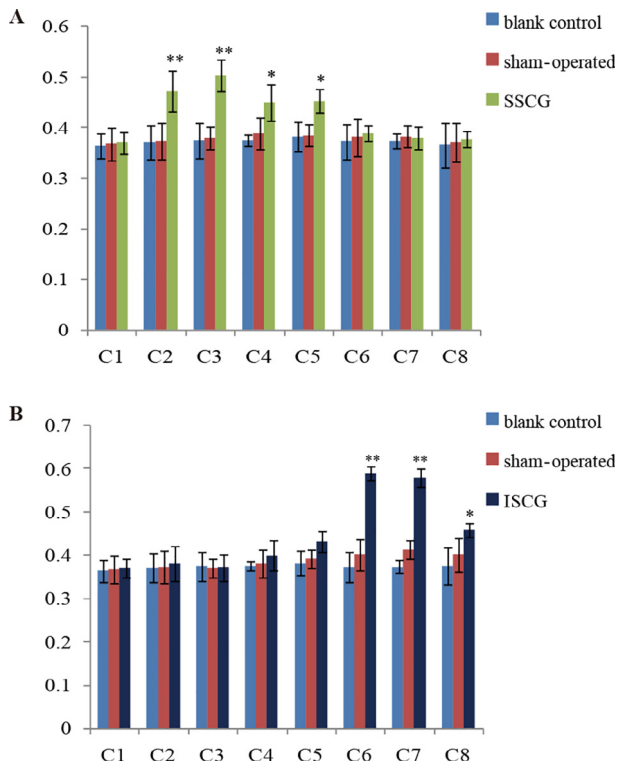 A
0.6
0.5
0.4
0.3
0.2
0.1
0
** ** * *
C1 C2 C3 C4 C5 C6 C7 C8
blank control
sham-operated
SSCG
B
0.7
0.6
0.5
0.4
0.3
0.2
0.1
0
** ** *
C1 C2 C3 C4 C5 C6 C7 C8
blank control
sham-operated
ISCG